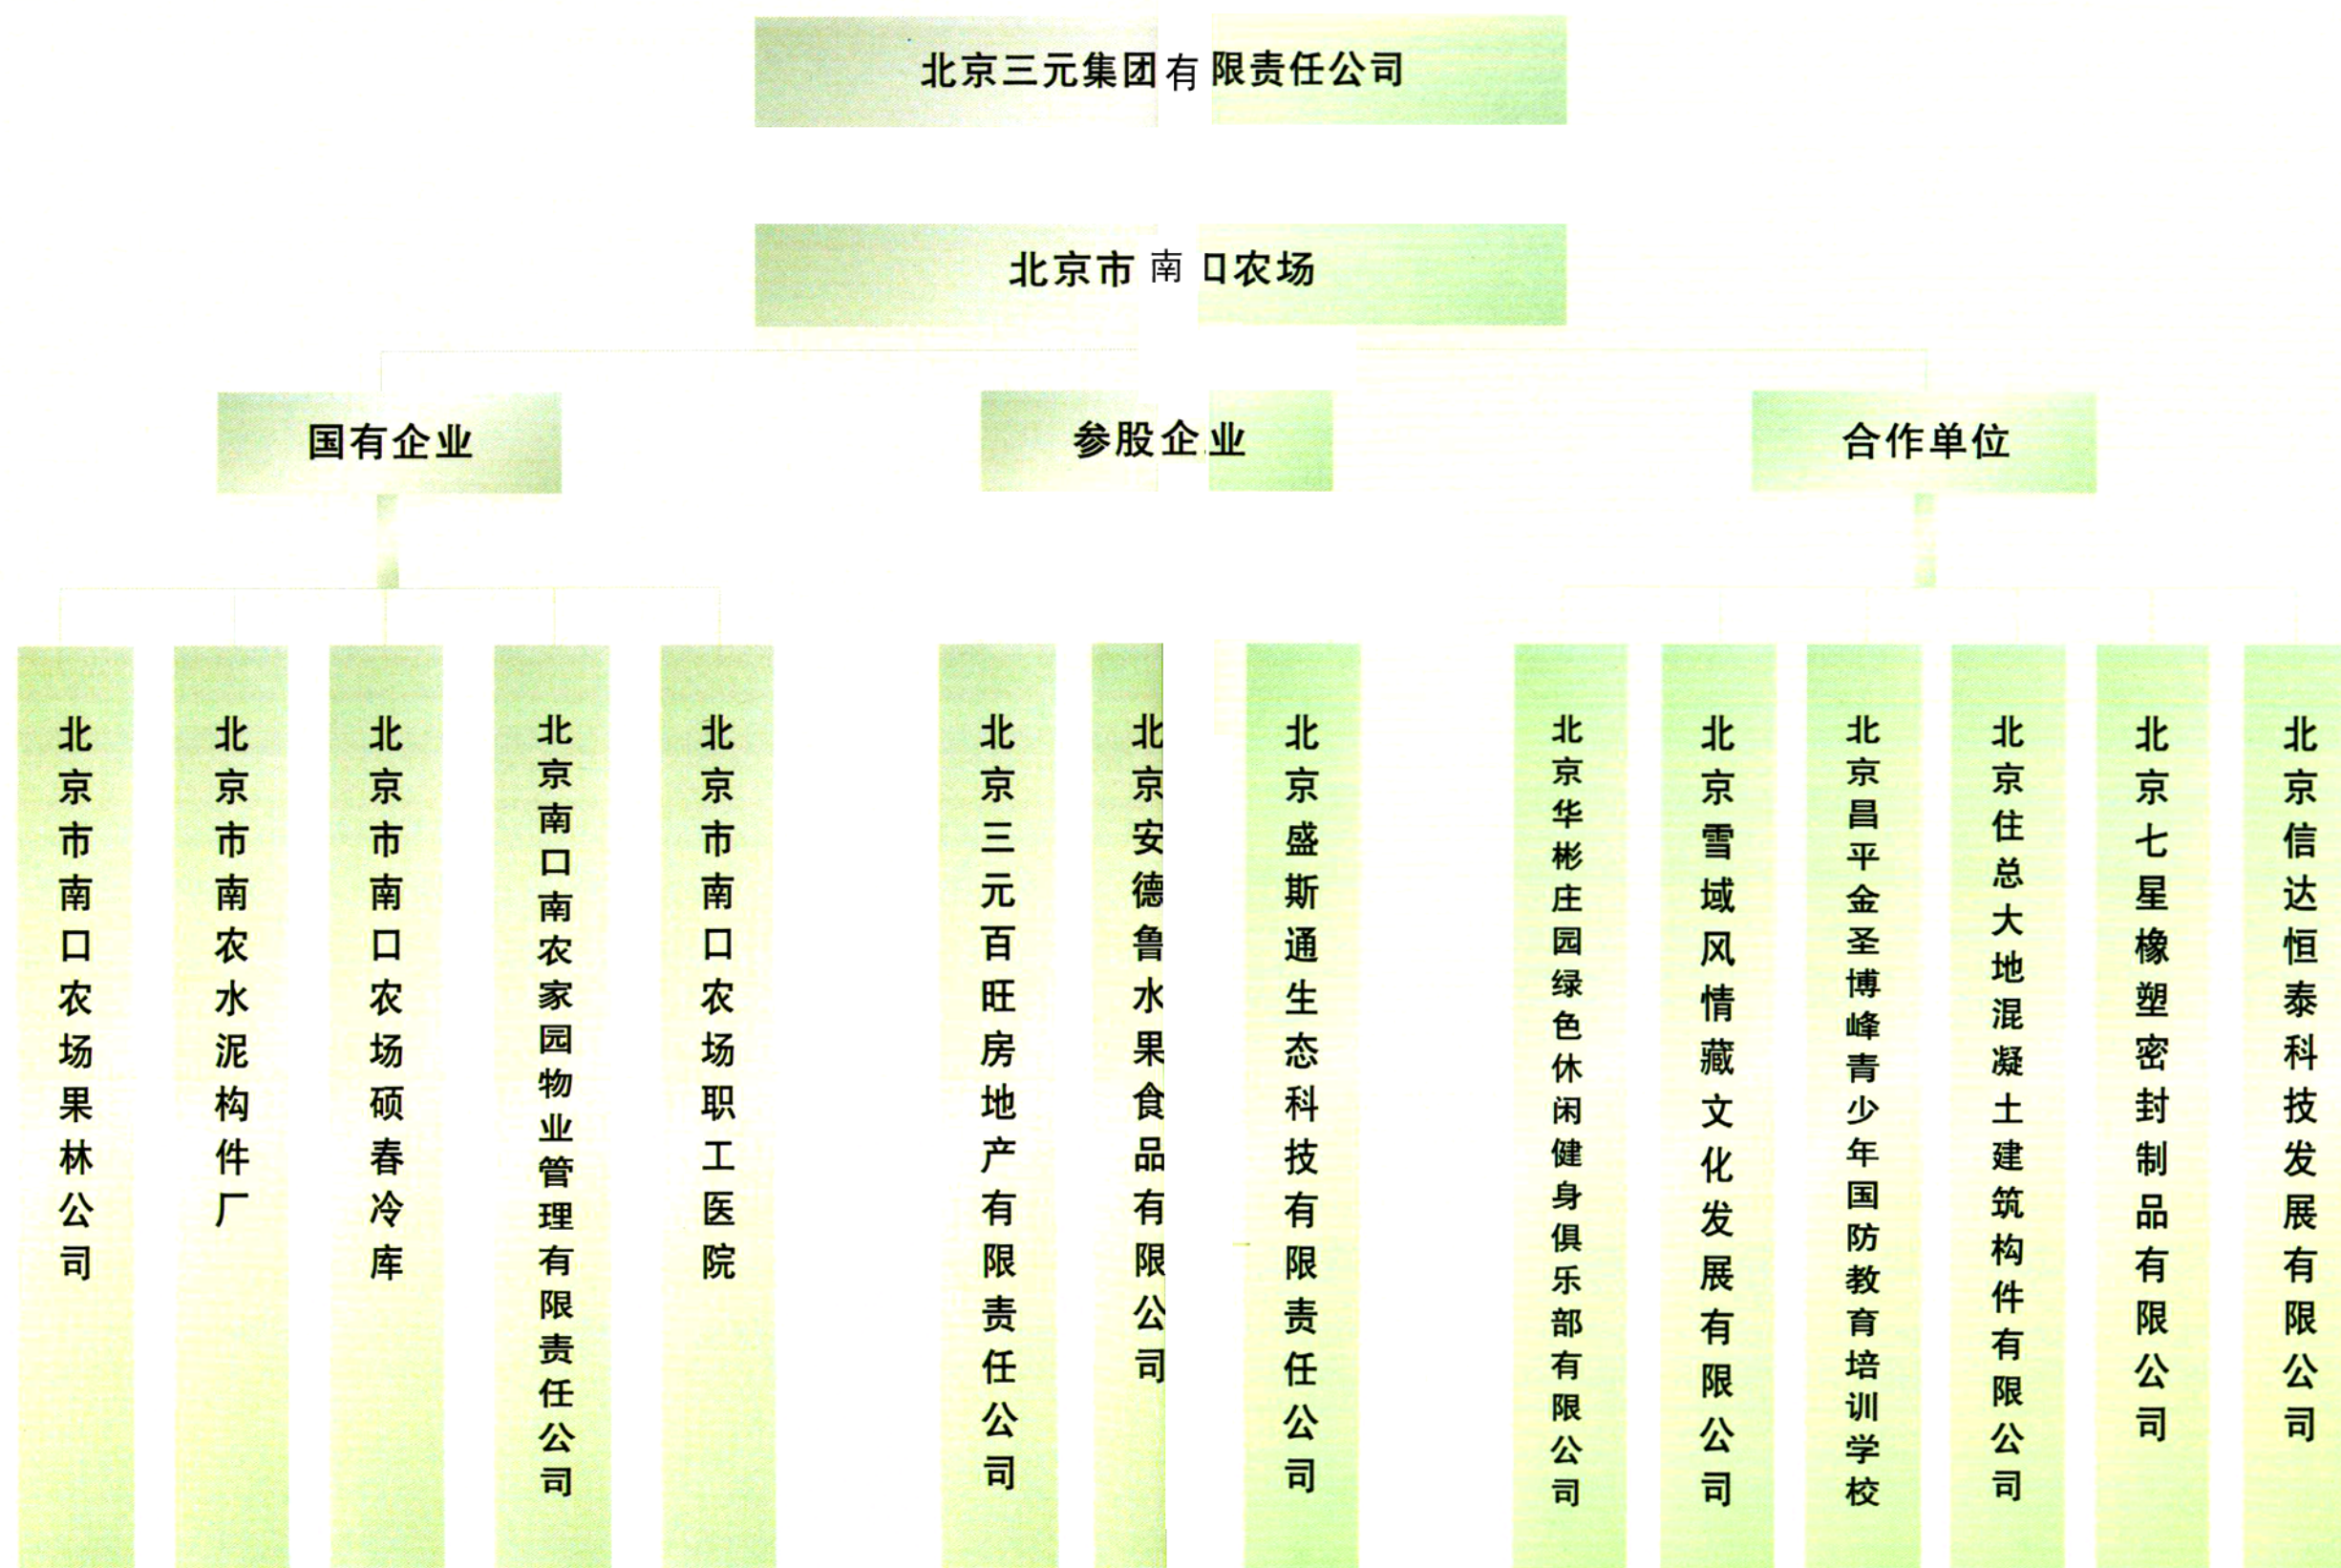 北京三元集团有限责任公司
北京市南口农场
国有企业
参股企业
合作单位
北京市南口农场果林公司
北京市南农水泥构件厂
北京市南口农场硕春冷库
北京南口南农家园物业管理有限责任公司
北京市南口农场职工医院
北京三元百旺房地产有限责任公司
北京安德鲁水果食品有限公司
北京盛斯通生态科技有限责任公司
北京华彬庄园绿色休闲健身俱乐部有限公司
北京雪域风情藏文化发展有限公司
北京昌平金圣博峰青少年国防教育培训学校
北京住总大地混凝土建筑构件有限公司
北京七星橡塑密封制品有限公司
北京信达恒泰科技发展有限公司